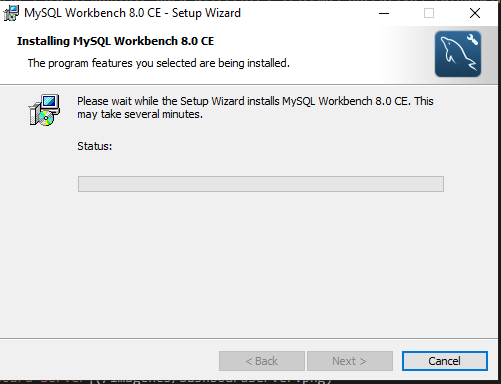 MySQL Workbench 8.0 CE - Setup Wizard
Installing MySQL Workbench 8.0 CE
The program features you selected are being installed.
Please wait while the Setup Wizard installs MySQL Workbench 8.0 CE. This
may take several minutes.
Status:
< Back
Next >
Cancel